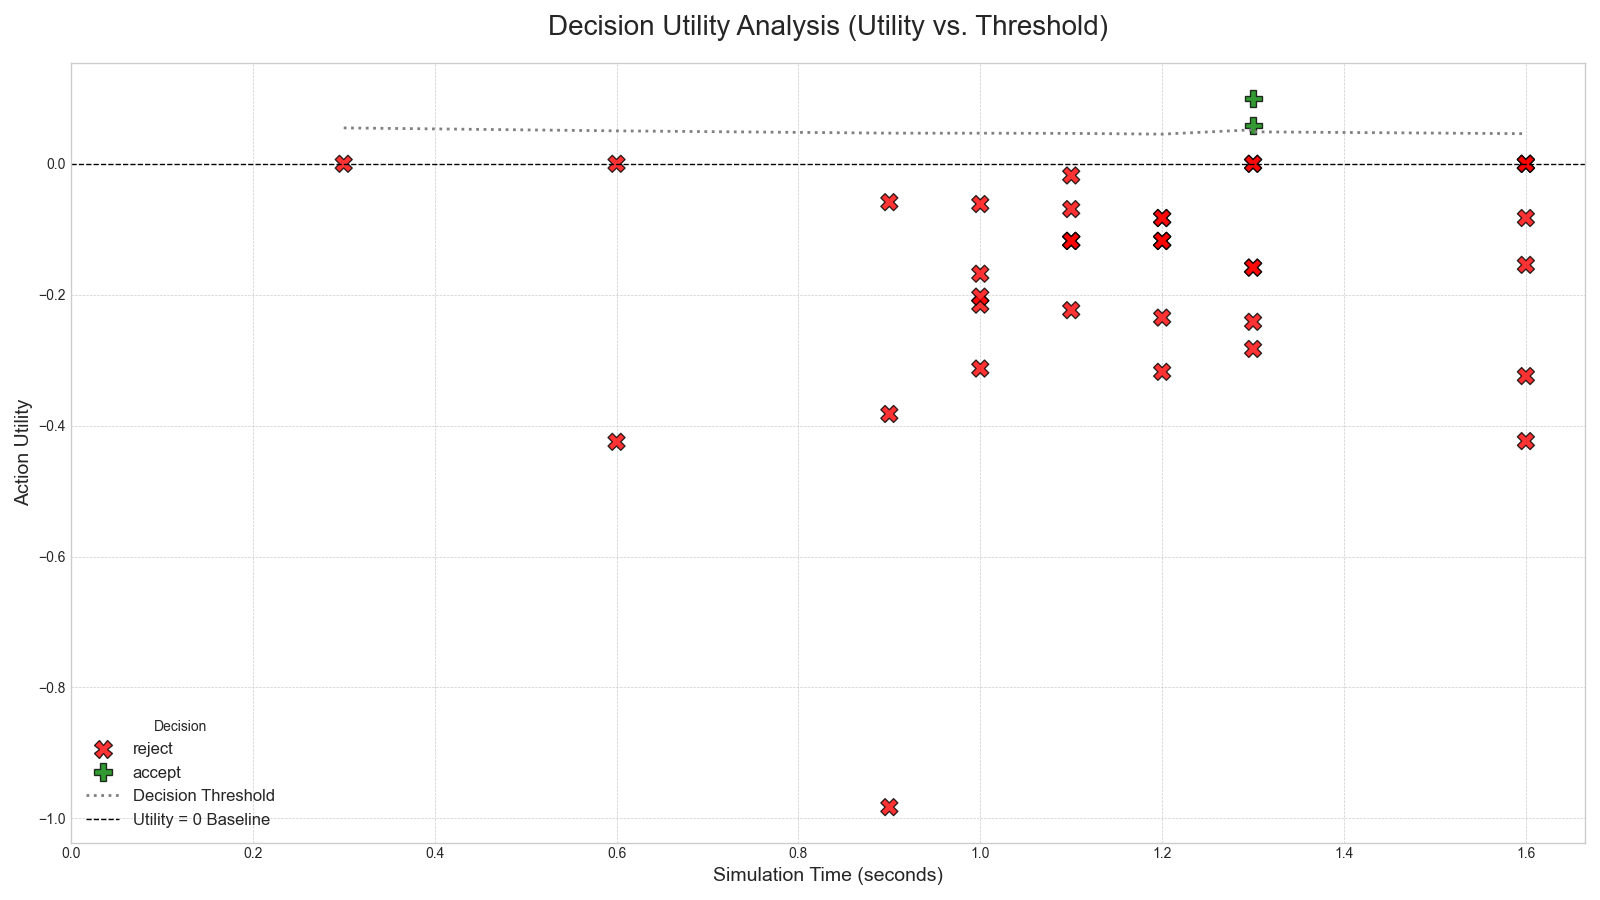 Decision Utility Analysis (Utility vs. Threshold)
Action Utility
0.0
−0.2
−0.4
−0.6
−0.8
−1.0
Decision
reject
accept
Decision Threshold
Utility = 0 Baseline
0.0 0.2 0.4 0.6 0.8 1.0 1.2 1.4 1.6
Simulation Time (seconds)